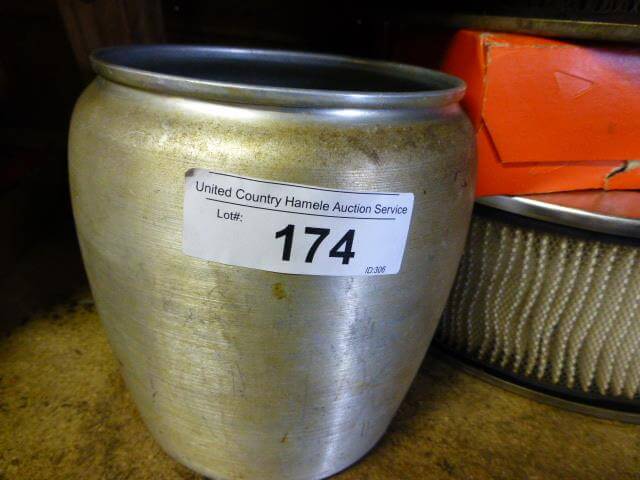 United Country Hamele Auction Service
Lot#:
174
ID:306